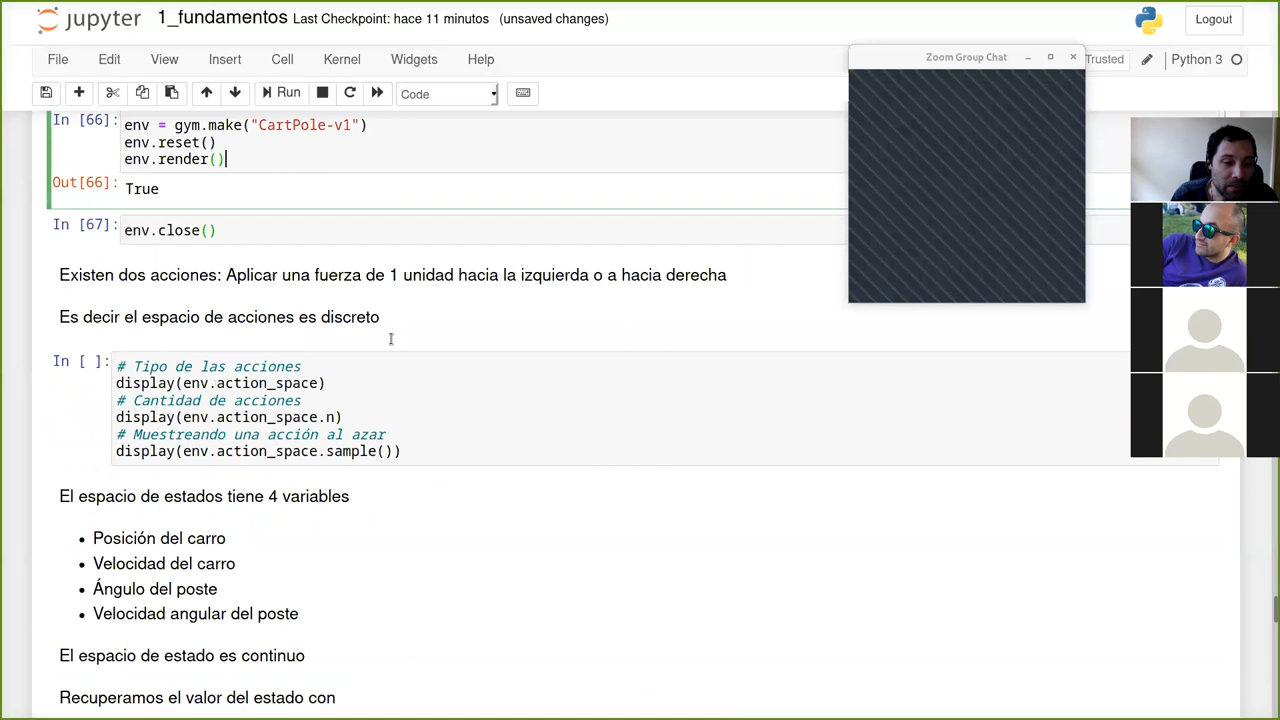 jupyter 1_fundamentos Last Checkpoint: hace 11 minutos (unsaved changes)
Logout
File Edit View Insert Cell Kernel Widgets Help
Trusted Python 3
Run Code
Zoom Group Chat
In [66]: env = gym.make("CartPole-v1")
env.reset()
env.render()
Out[66]: True
In [67]: env.close()
Existen dos acciones: Aplicar una fuerza de 1 unidad hacia la izquierda o a hacia derecha
Es decir el espacio de acciones es discreto
In [ ]: # Tipo de las acciones
display(env.action_space)
# Cantidad de acciones
display(env.action_space.n)
# Muestreando una acción al azar
display(env.action_space.sample())
El espacio de estados tiene 4 variables
• Posición del carro
• Velocidad del carro
• Ángulo del poste
• Velocidad angular del poste
El espacio de estado es continuo
Recuperamos el valor del estado con